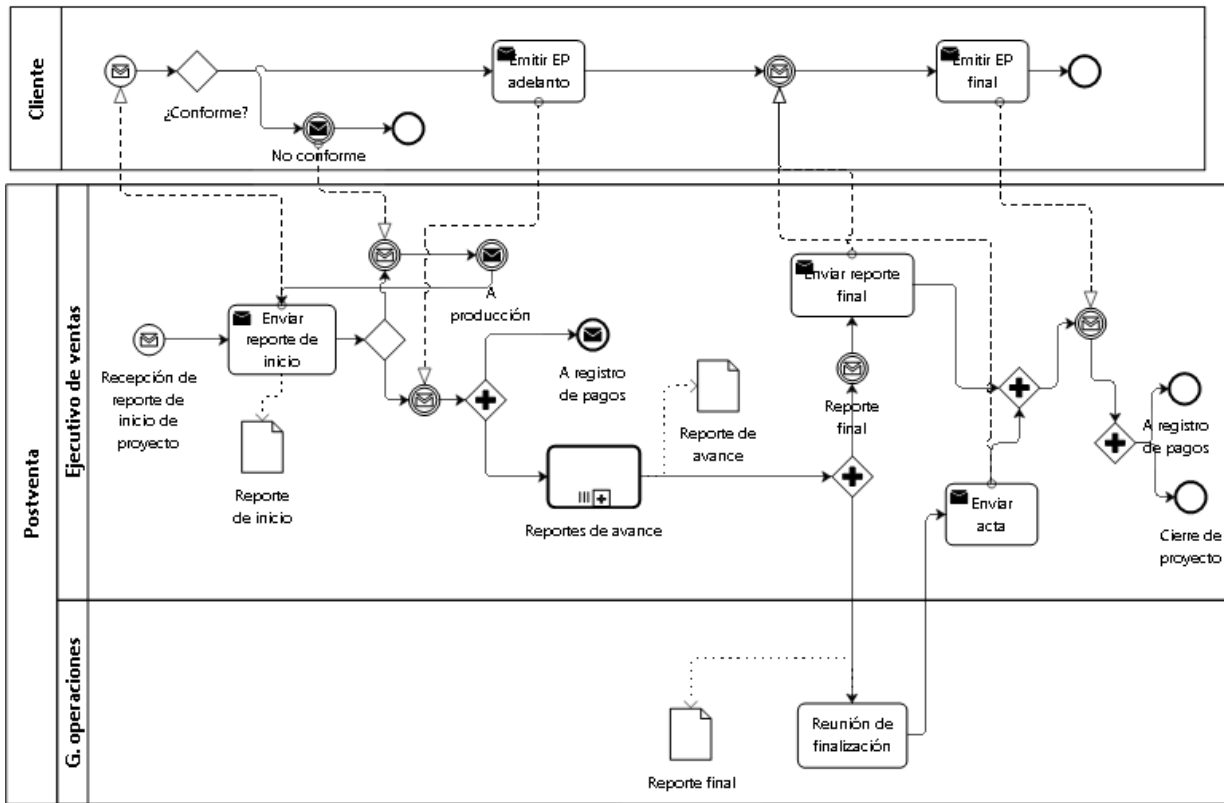 Cliente
¿Conforme?
No conforme
Emitir EP
adelanto
Emitir EP
final
Postventa
Ejecutivo de ventas
Recepción de
reporte de
inicio de
proyecto
Enviar
reporte de
inicio
Reporte
de inicio
A
producción
A registro
de pagos
Reportes de avance
Reporte de
avance
Enviar reporte
final
Reporte
final
Enviar
acta
A registro
de pagos
Cierre de
proyecto
G. operaciones
Reporte final
Reunión de
finalización